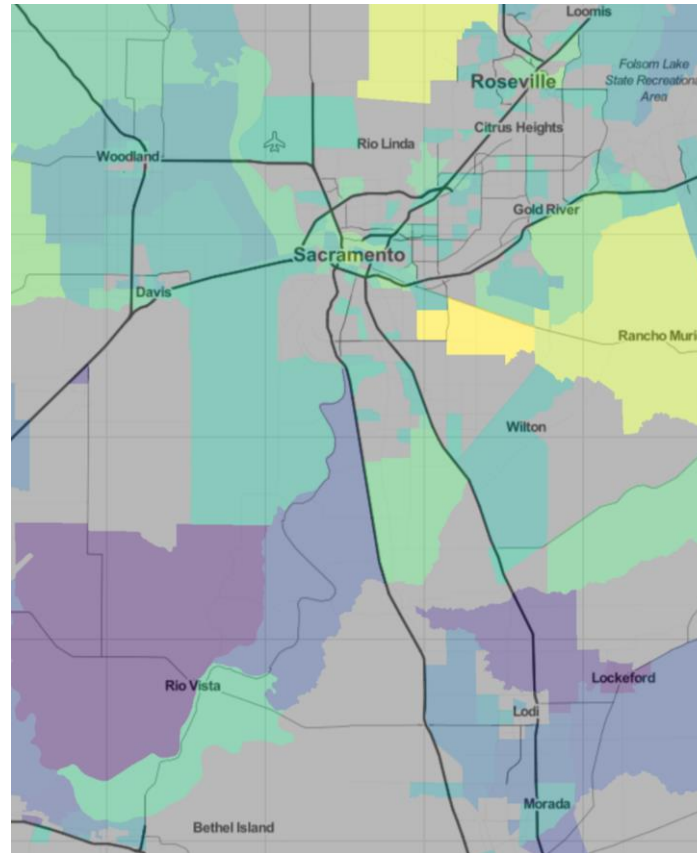 Loomis
Folsom Lake
State Recreationa
Area
Roseville
Citrus Heights
Rio Linda
Woodland
Gold River
Sacramento
Davis
Rancho Muri
Wilton
Rio Vista
Lockeford
Lodi
Morada
Bethel Island